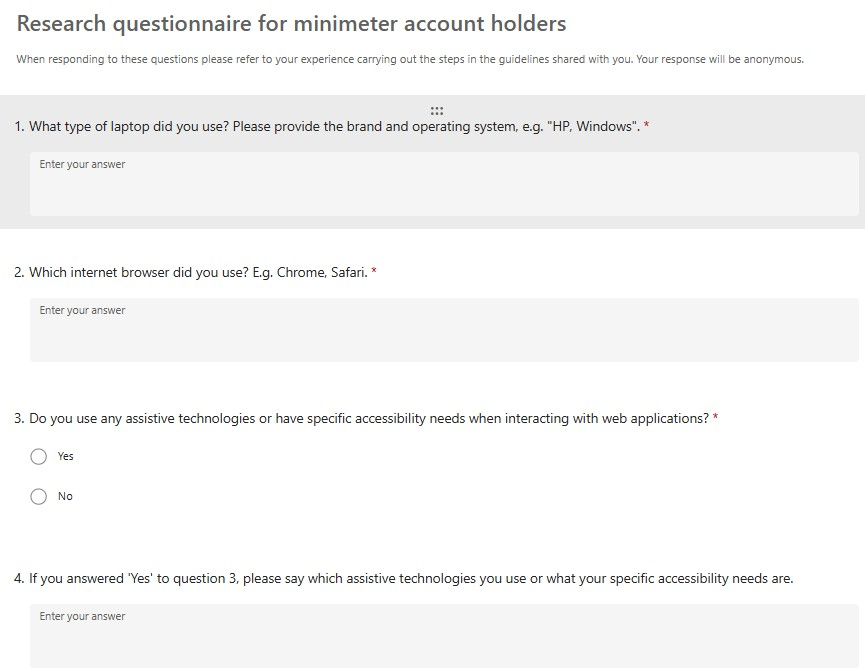 Research questionnaire for minimeter account holders
When responding to these questions please refer to your experience carrying out the steps in the guidelines shared with you. Your response will be anonymous.
1. What type of laptop did you use? Please provide the brand and operating system, e.g. "HP, Windows". *
Enter your answer
2. Which internet browser did you use? E.g. Chrome, Safari. *
Enter your answer
3. Do you use any assistive technologies or have specific accessibility needs when interacting with web applications? *
Yes
No
4. If you answered 'Yes' to question 3, please say which assistive technologies you use or what your specific accessibility needs are.
Enter your answer